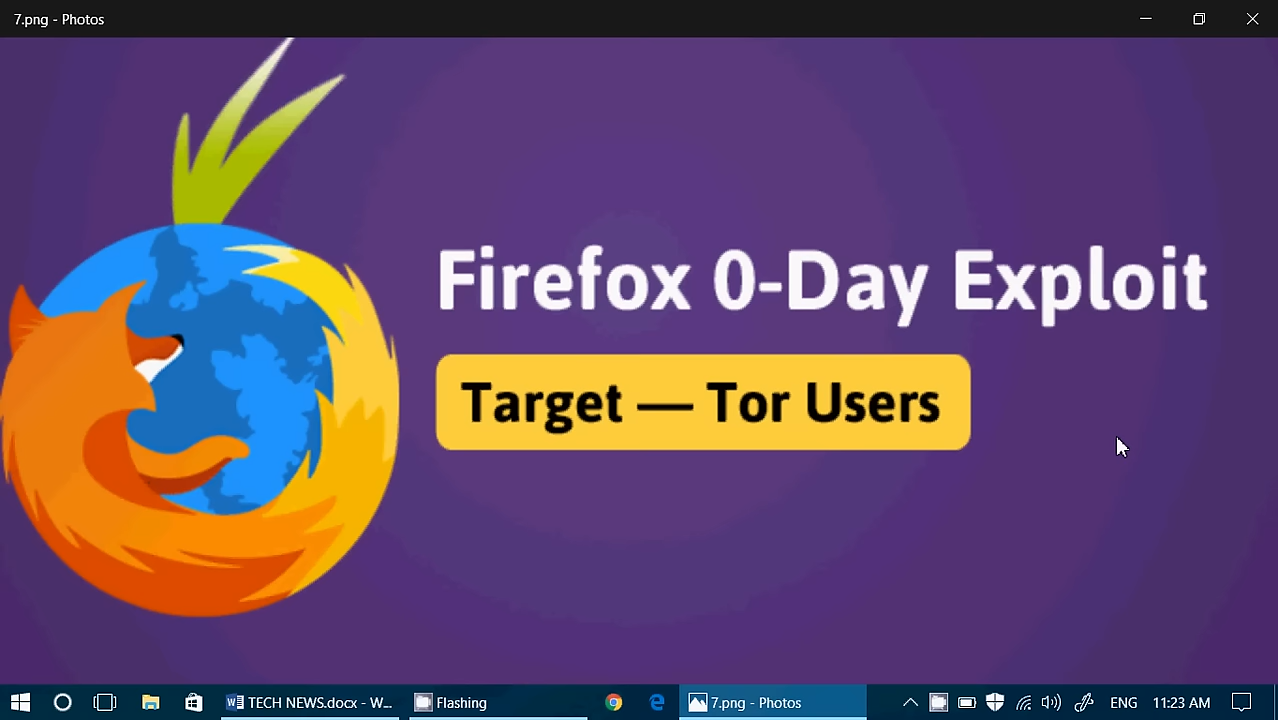 7.png - Photos
Firefox 0-Day Exploit
Target — Tor Users
TECH NEWS.docx - W...
Flashing
7.png - Photos
ENG
11:23 AM